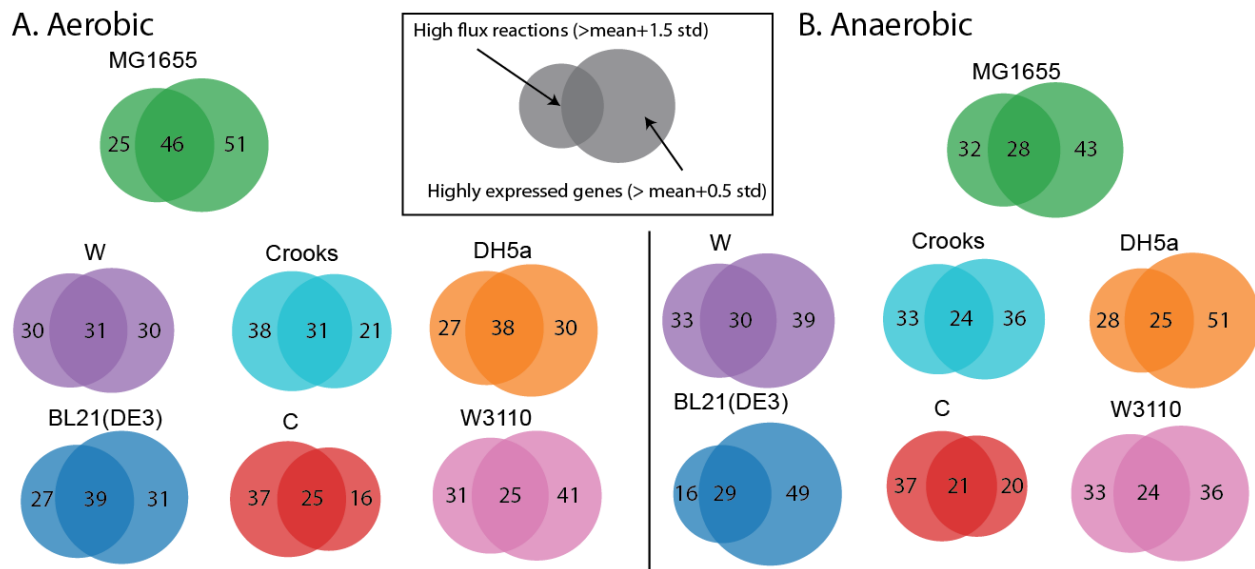 A. Aerobic
MG1655
25 46 51
High flux reactions (>mean+1.5 std)
Highly expressed genes (> mean+0.5 std)
W
30 31 30
Crooks
38 31 21
DH5a
27 38 30
BL21(DE3)
27 39 31
C
37 25 16
W3110
31 25 41
B. Anaerobic
MG1655
32 28 43
W
33 30 39
Crooks
33 24 36
DH5a
28 25 51
BL21(DE3)
16 29 49
C
37 21 20
W3110
33 24 36